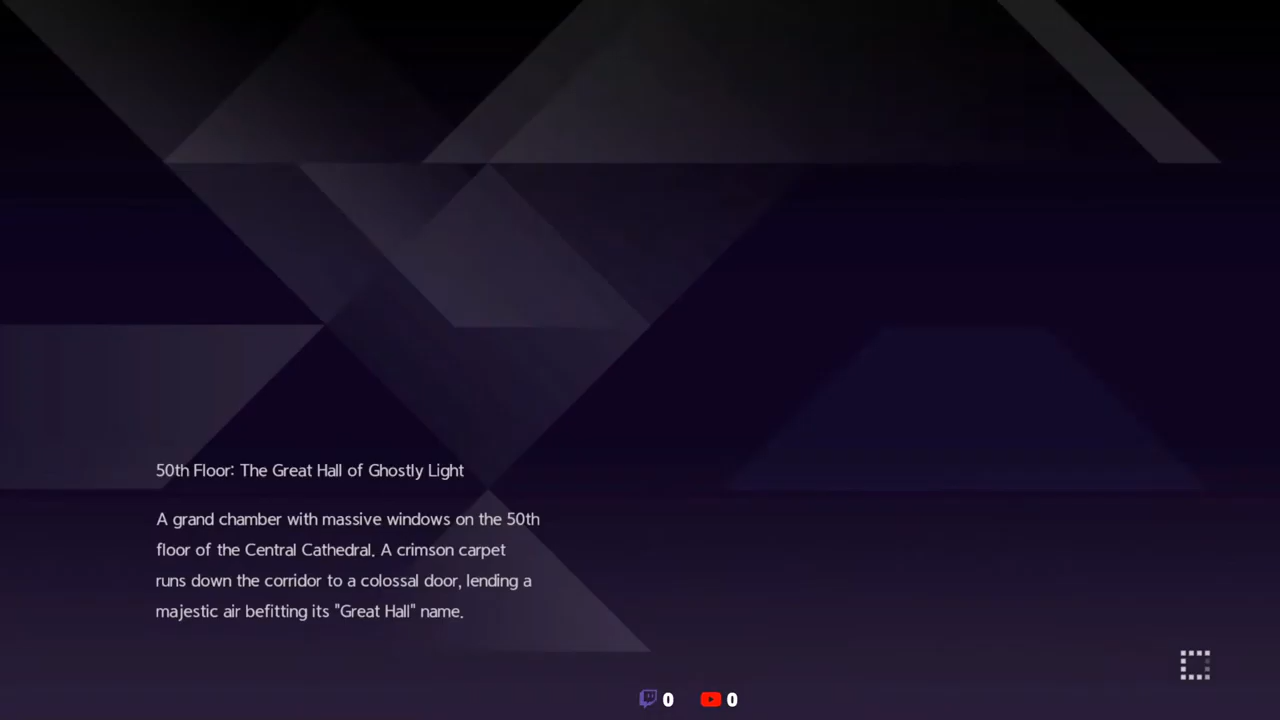 50th Floor: The Great Hall of Ghostly Light
A grand chamber with massive windows on the 50th
floor of the Central Cathedral. A crimson carpet
runs down the corridor to a colossal door, lending a
majestic air befitting its "Great Hall" name.
0 0